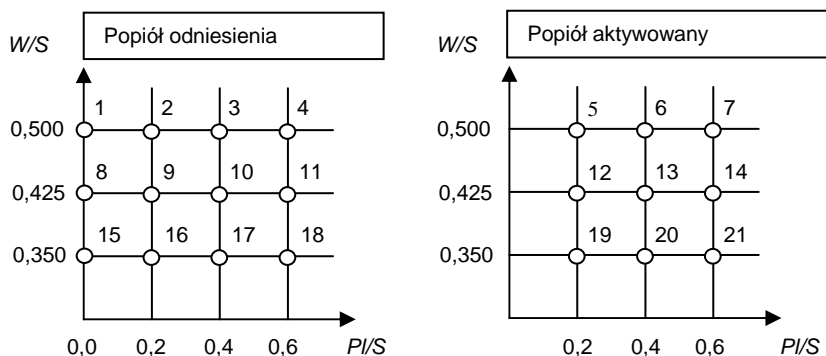 W/S
Popiół odniesienia
1 2 3 4
0,500
8 9 10 11
0,425
15 16 17 18
0,350
0,0 0,2 0,4 0,6 Pl/S
W/S
Popiół aktywowany
5 6 7
0,500
12 13 14
0,425
19 20 21
0,350
0,2 0,4 0,6 Pl/S